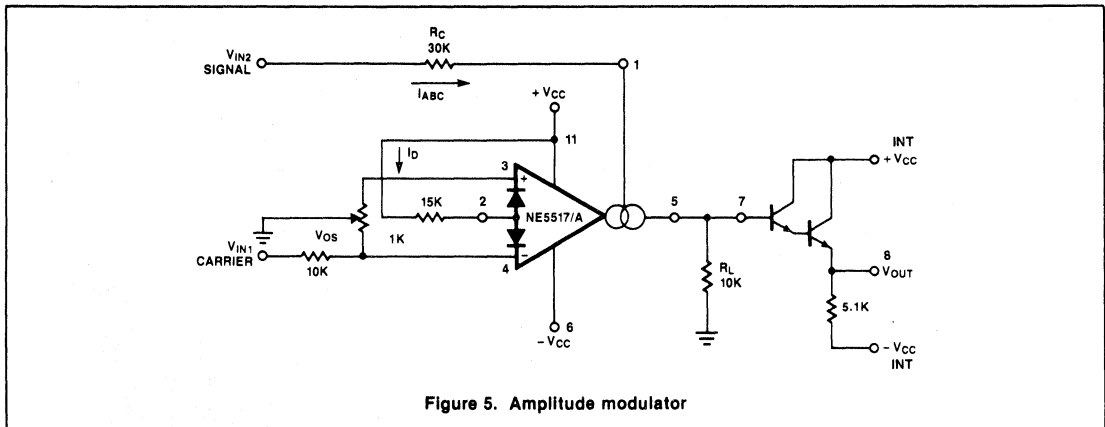 RC
30K
VIN2
SIGNAL
1
IABC
+ VCC
11
INT
+ VCC
ID
3
+
15K
2
NE5517/A
5
7
VOS
1K
VIN1
CARRIER
10K
4
−
8
VOUT
RL
10K
5.1K
6
− VCC
− VCC
INT
Figure 5. Amplitude modulator